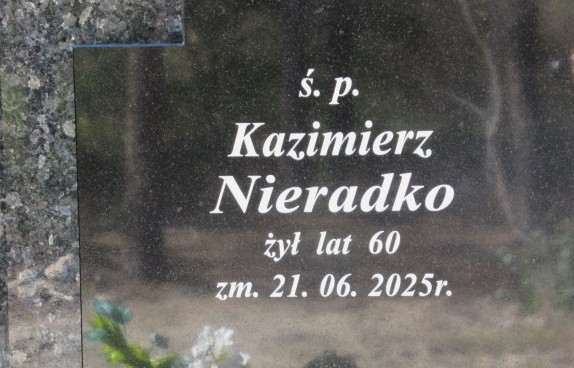 ś. p.
Kazimierz
Nieradko
żył lat 60
zm. 21. 06. 2025r.